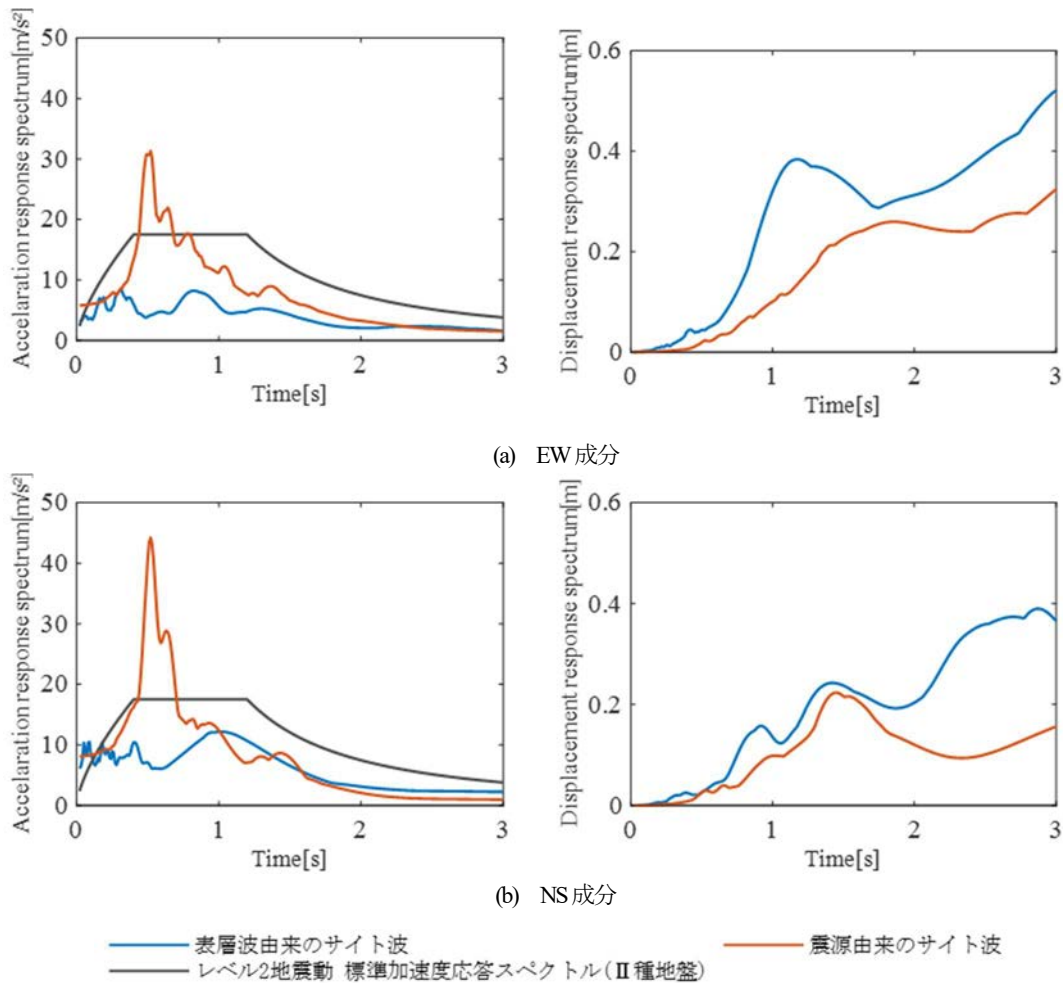 Accelaration response spectrum[m/s²]
50
40
30
20
10
0
0 1 2 3
Time[s]
Displacement response spectrum[m]
0.6
0.4
0.2
0
0 1 2 3
Time[s]
(a) EW成分
Accelaration response spectrum[m/s²]
50
40
30
20
10
0
0 1 2 3
Time[s]
Displacement response spectrum[m]
0.6
0.4
0.2
0
0 1 2 3
Time[s]
(b) NS成分
表層波由来のサイト波
震源由来のサイト波
レベル2地震動 標準加速度応答スペクトル(Ⅱ種地盤)